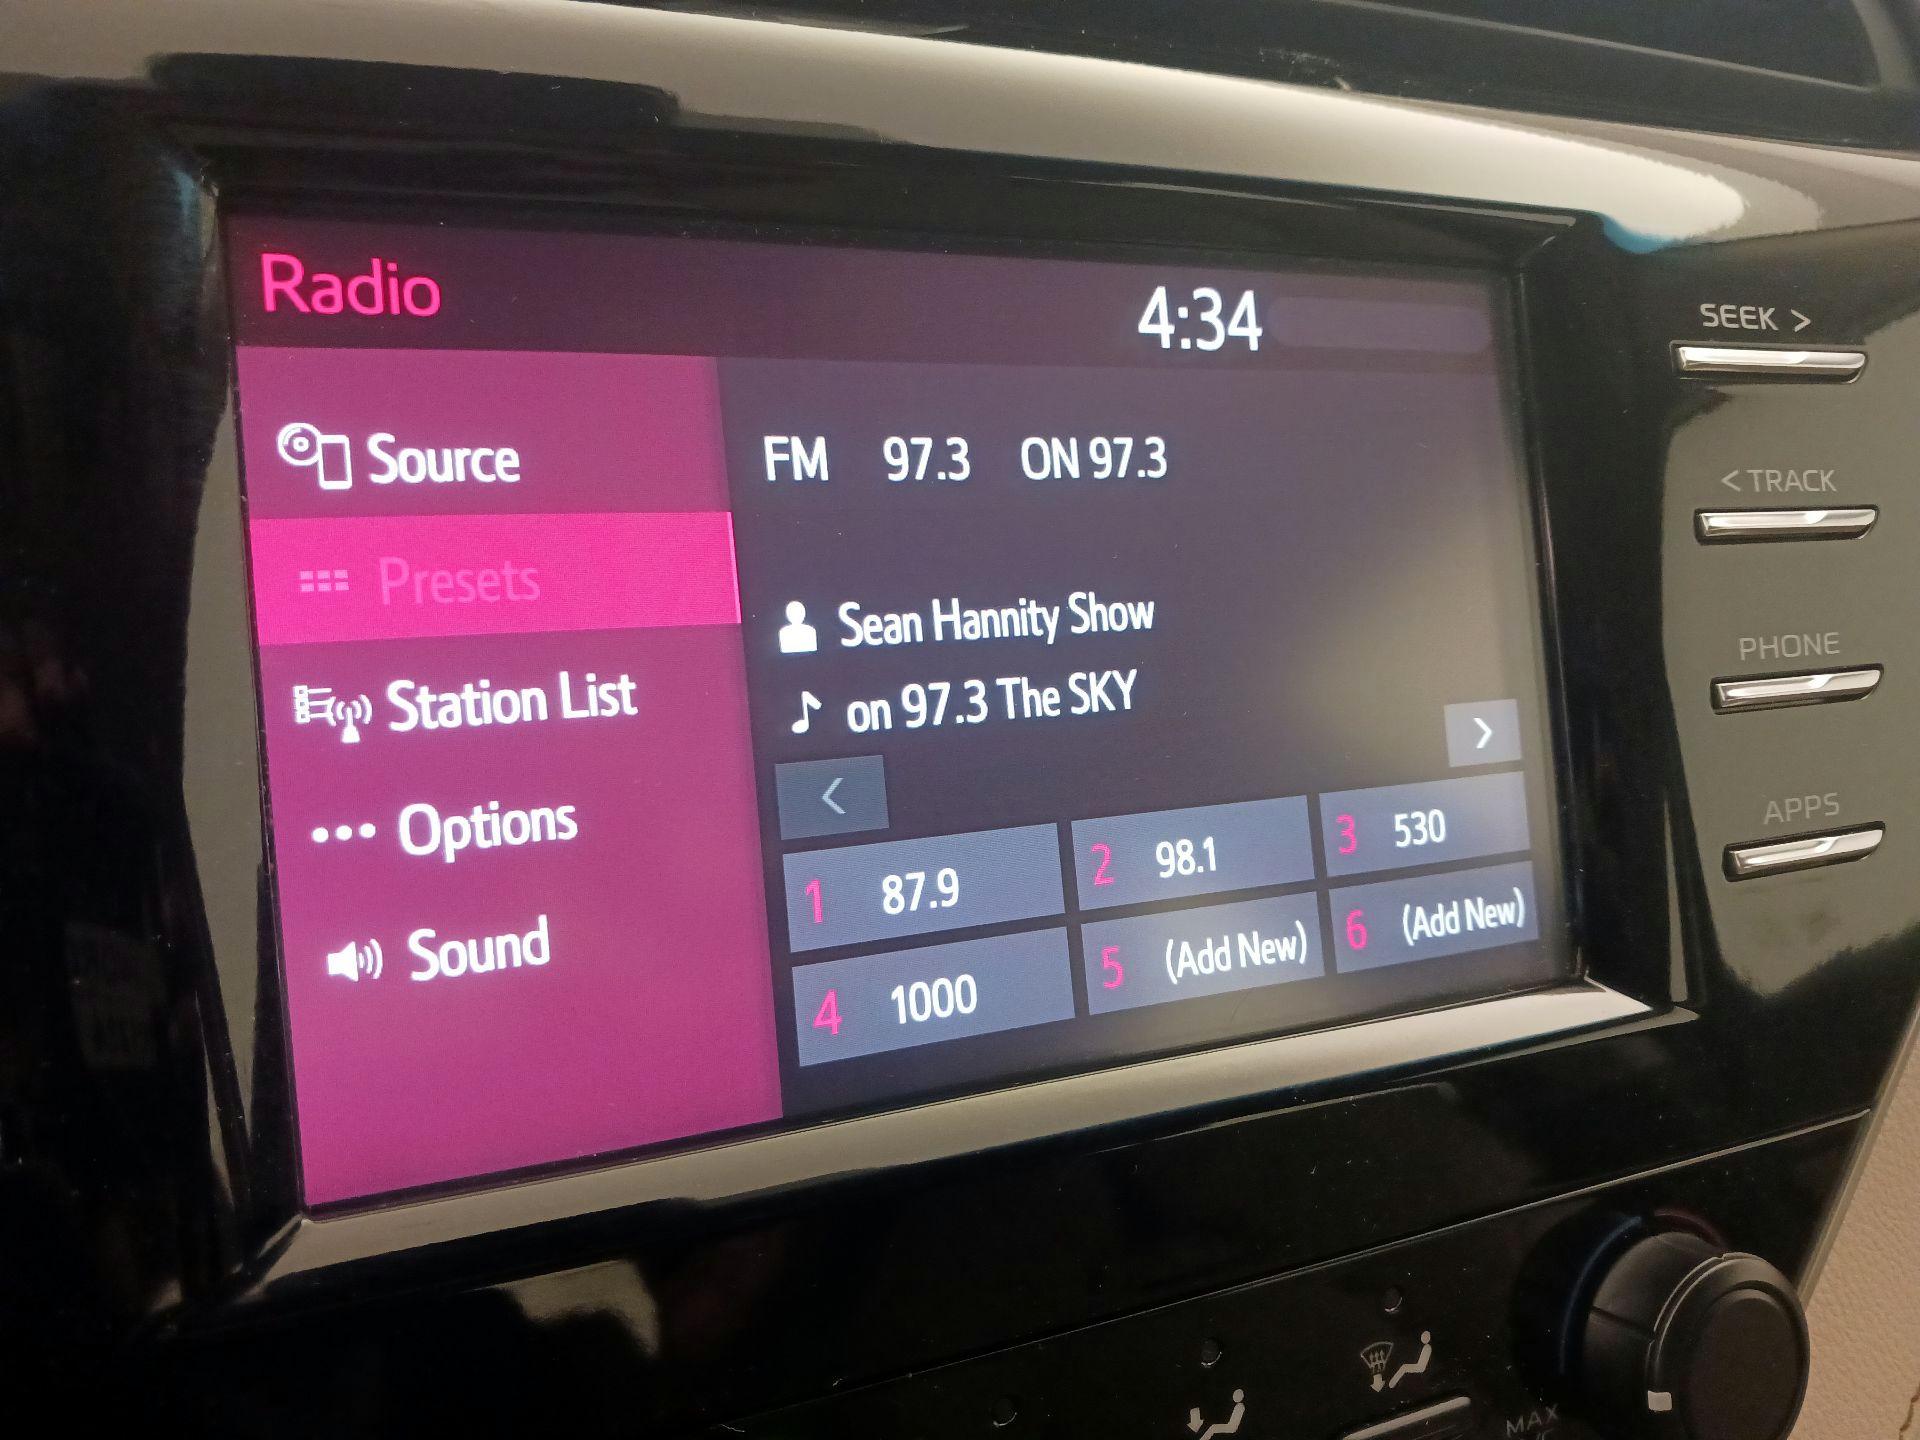 Radio
4:34
SEEK >
Source
FM 97.3 ON 97.3
< TRACK
Presets
Sean Hannity Show
PHONE
Station List
on 97.3 The SKY
< >
APPS
Options
1 87.9
2 98.1
3 530
Sound
4 1000
5 (Add New)
6 (Add New)
MAX